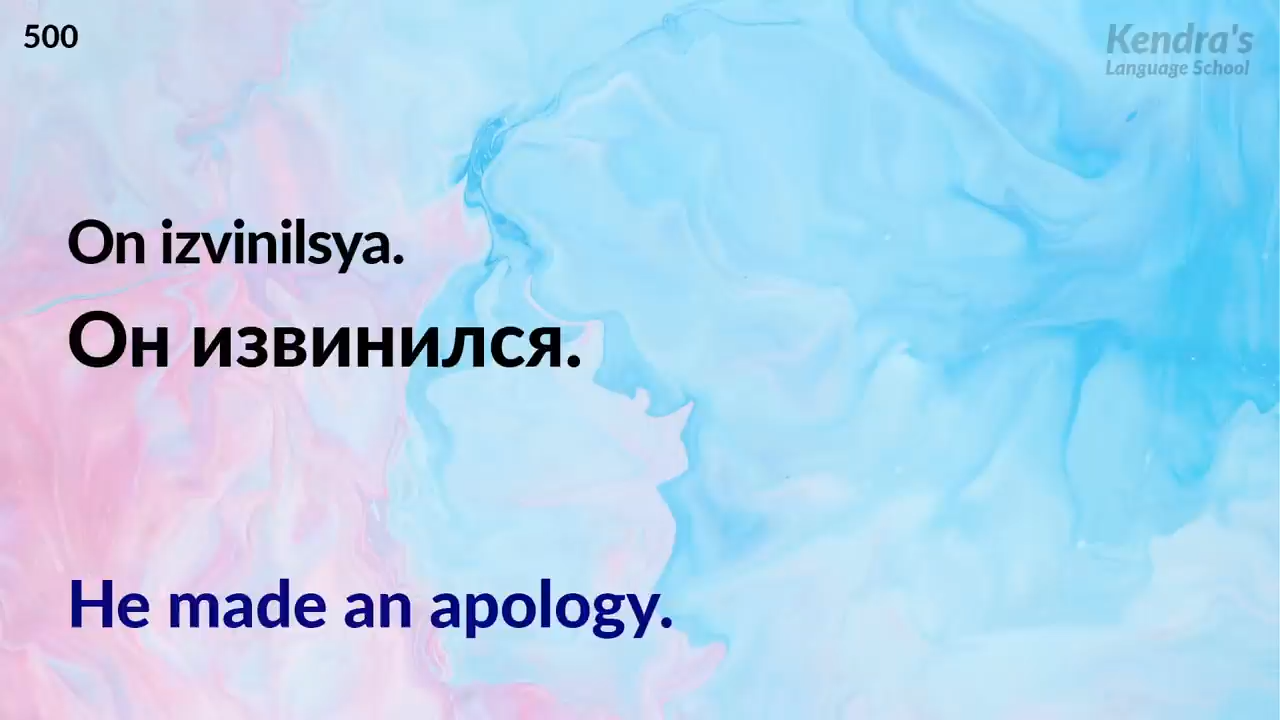 500
Kendra's
Language School
On izvinilsya.
Он извинился.
He made an apology.